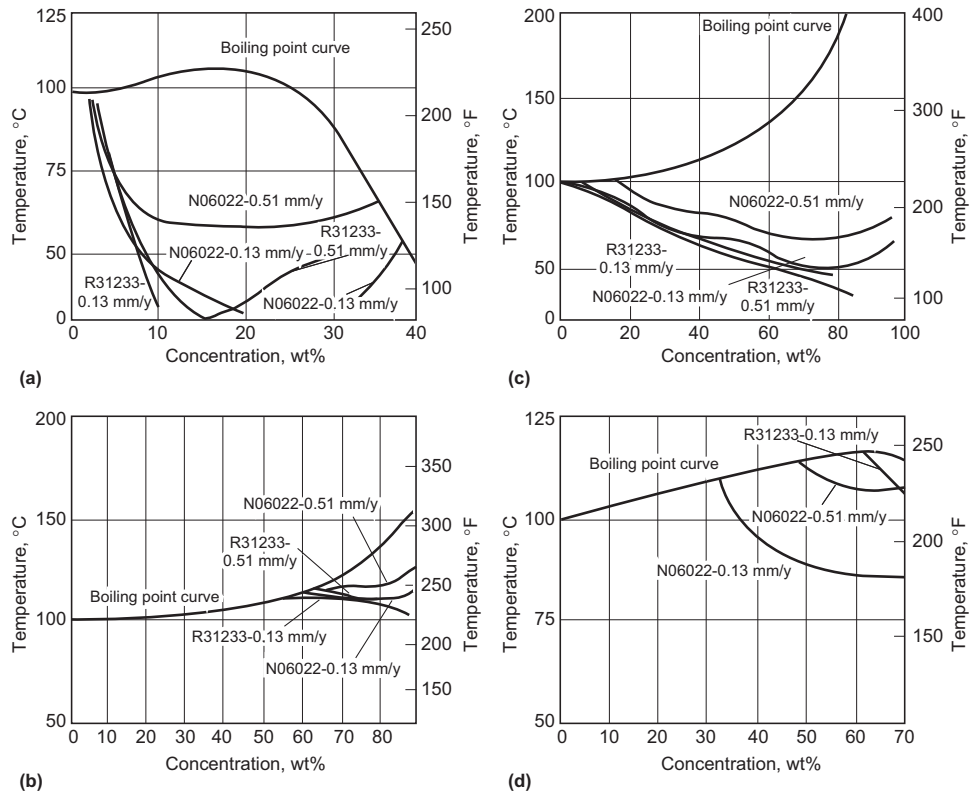 125
100
75
50
0
Temperature, °C
250
200
150
100
Temperature, °F
Boiling point curve
N06022-0.51 mm/y
R31233-
0.51 mm/y
N06022-0.13 mm/y
R31233-
0.13 mm/y
N06022-0.13 mm/y
0 10 20 30 40
Concentration, wt%
(a)
200
150
100
50
0
Temperature, °C
400
300
200
100
Temperature, °F
Boiling point curve
N06022-0.51 mm/y
R31233-
0.13 mm/y
N06022-0.13 mm/y
R31233-
0.51 mm/y
0 20 40 60 80 100
Concentration, wt%
(c)
200
150
100
50
Temperature, °C
350
300
250
200
150
Temperature, °F
N06022-0.51 mm/y
R31233-
0.51 mm/y
Boiling point curve
R31233-0.13 mm/y
N06022-0.13 mm/y
0 10 20 30 40 50 60 70 80
Concentration, wt%
(b)
125
100
75
50
Temperature, °C
250
200
150
Temperature, °F
R31233-0.13 mm/y
Boiling point curve
N06022-0.51 mm/y
N06022-0.13 mm/y
0 10 20 30 40 50 60 70
Concentration, wt%
(d)